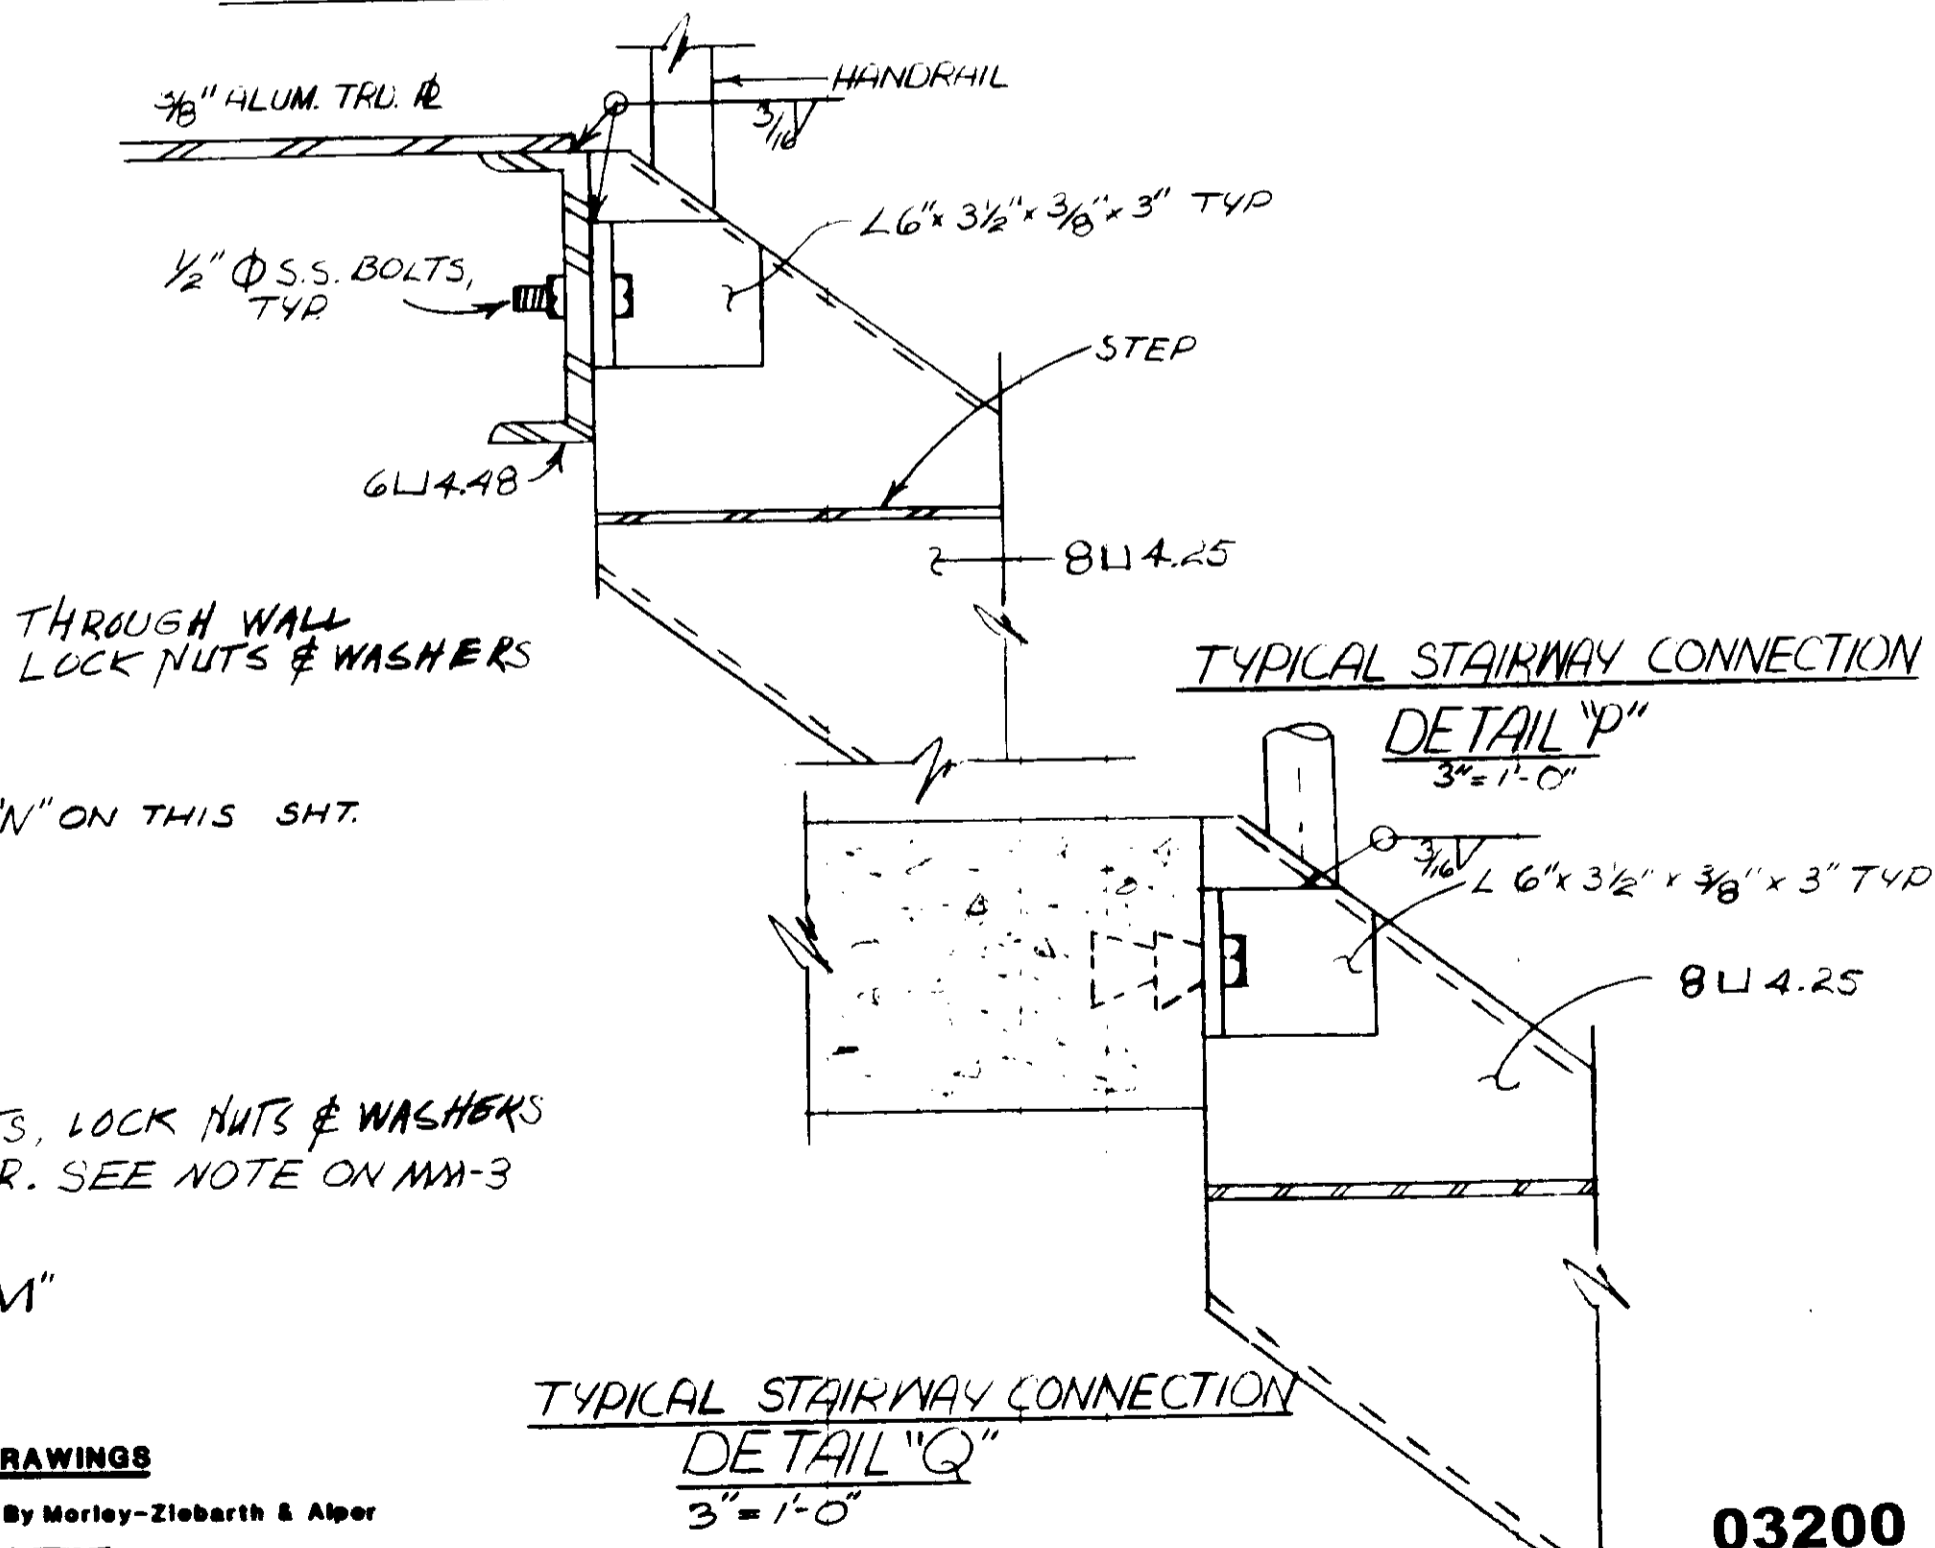 3/8" ALUM. TRD. ⅊
HANDRAIL
3/16
L 6" x 3 1/2" x 3/8" x 3" TYP
1/2" Φ S.S. BOLTS,
TYP.
STEP
6⊔4.48
8⊔4.25
THROUGH WALL
LOCK NUTS & WASHERS
TYPICAL STAIRWAY CONNECTION
DETAIL "P"
3" = 1'-0"
"N" ON THIS SHT.
3/16
L 6" x 3 1/2" x 3/8" x 3" TYP
8⊔4.25
TS, LOCK NUTS & WASHERS
R. SEE NOTE ON MM-3
M"
TYPICAL STAIRWAY CONNECTION
DETAIL "Q"
3" = 1'-0"
RAWINGS
By Morley-Ziebarth & Alper
03200